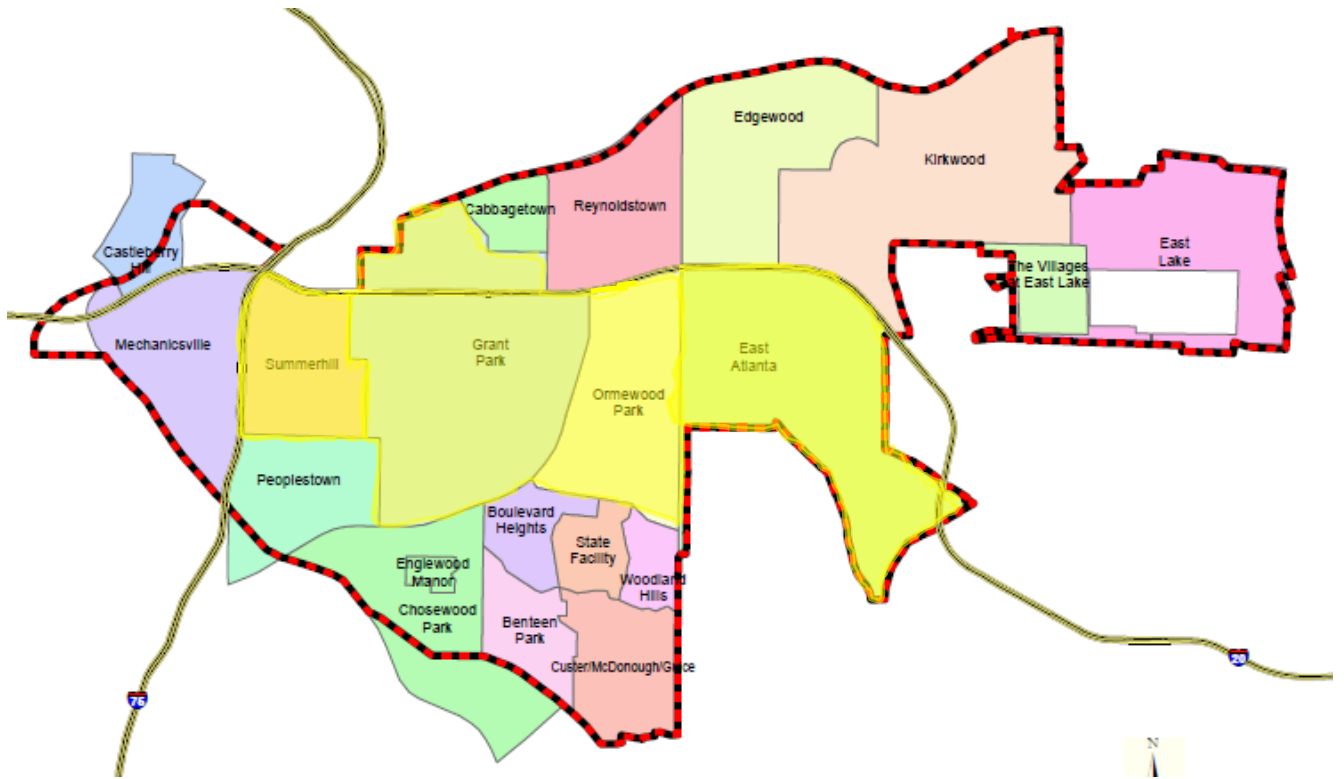 Edgewood
Kirkwood
Cabbagetown
Reynoldstown
Castleberry
Hill
East
Lake
The Villages
at East Lake
Mechanicsville
Summerhill
Grant
Park
East
Atlanta
Ormewood
Park
Peoplestown
Boulevard
Heights
State
Facility
Englewood
Manor
Woodland
Hills
Chosewood
Park
Benteen
Park
Custer/McDonough/Guice
20
76
N